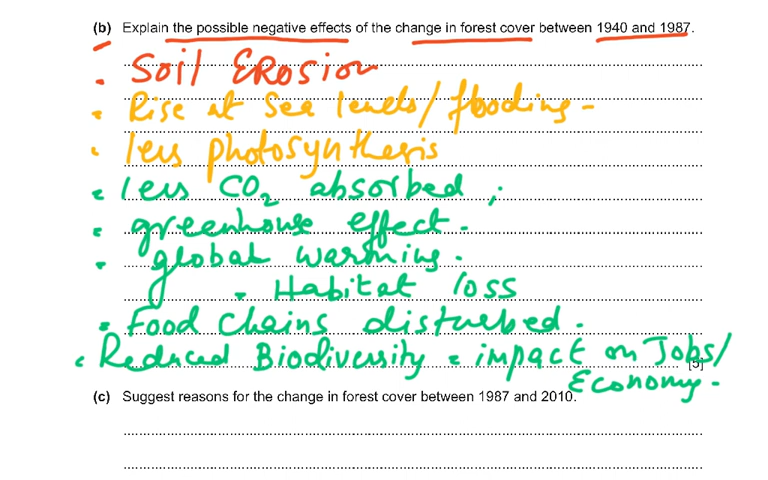 (b) Explain the possible negative effects of the change in forest cover between 1940 and 1987.
• Soil Erosion
• Rise at Sea levels / flooding -
• less photosynthesis
• less CO2 absorbed ;
• greenhouse effect.
• global warming.
• Habitat loss
• Food chains disturbed.
• Reduced Biodiversity • impact on Jobs/
[5]
Economy.
(c) Suggest reasons for the change in forest cover between 1987 and 2010.